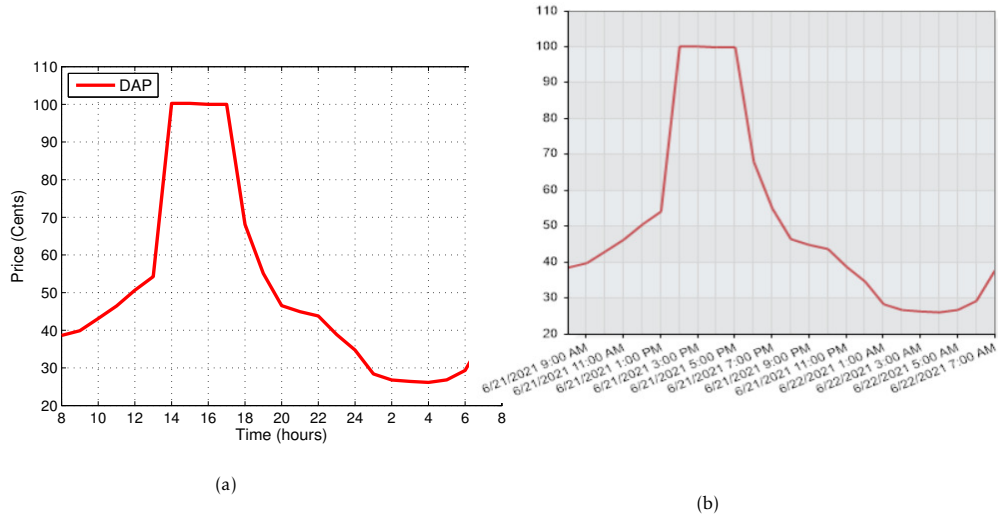 110
100
90
80
70
60
50
40
30
20
Price (Cents)
DAP
8 10 12 14 16 18 20 22 24 2 4 6 8
Time (hours)
(a)
110
100
90
80
70
60
50
40
30
20
6/21/2021 9:00 AM
6/21/2021 11:00 AM
6/21/2021 1:00 PM
6/21/2021 3:00 PM
6/21/2021 5:00 PM
6/21/2021 7:00 PM
6/21/2021 9:00 PM
6/21/2021 11:00 PM
6/22/2021 1:00 AM
6/22/2021 3:00 AM
6/22/2021 5:00 AM
6/22/2021 7:00 AM
(b)